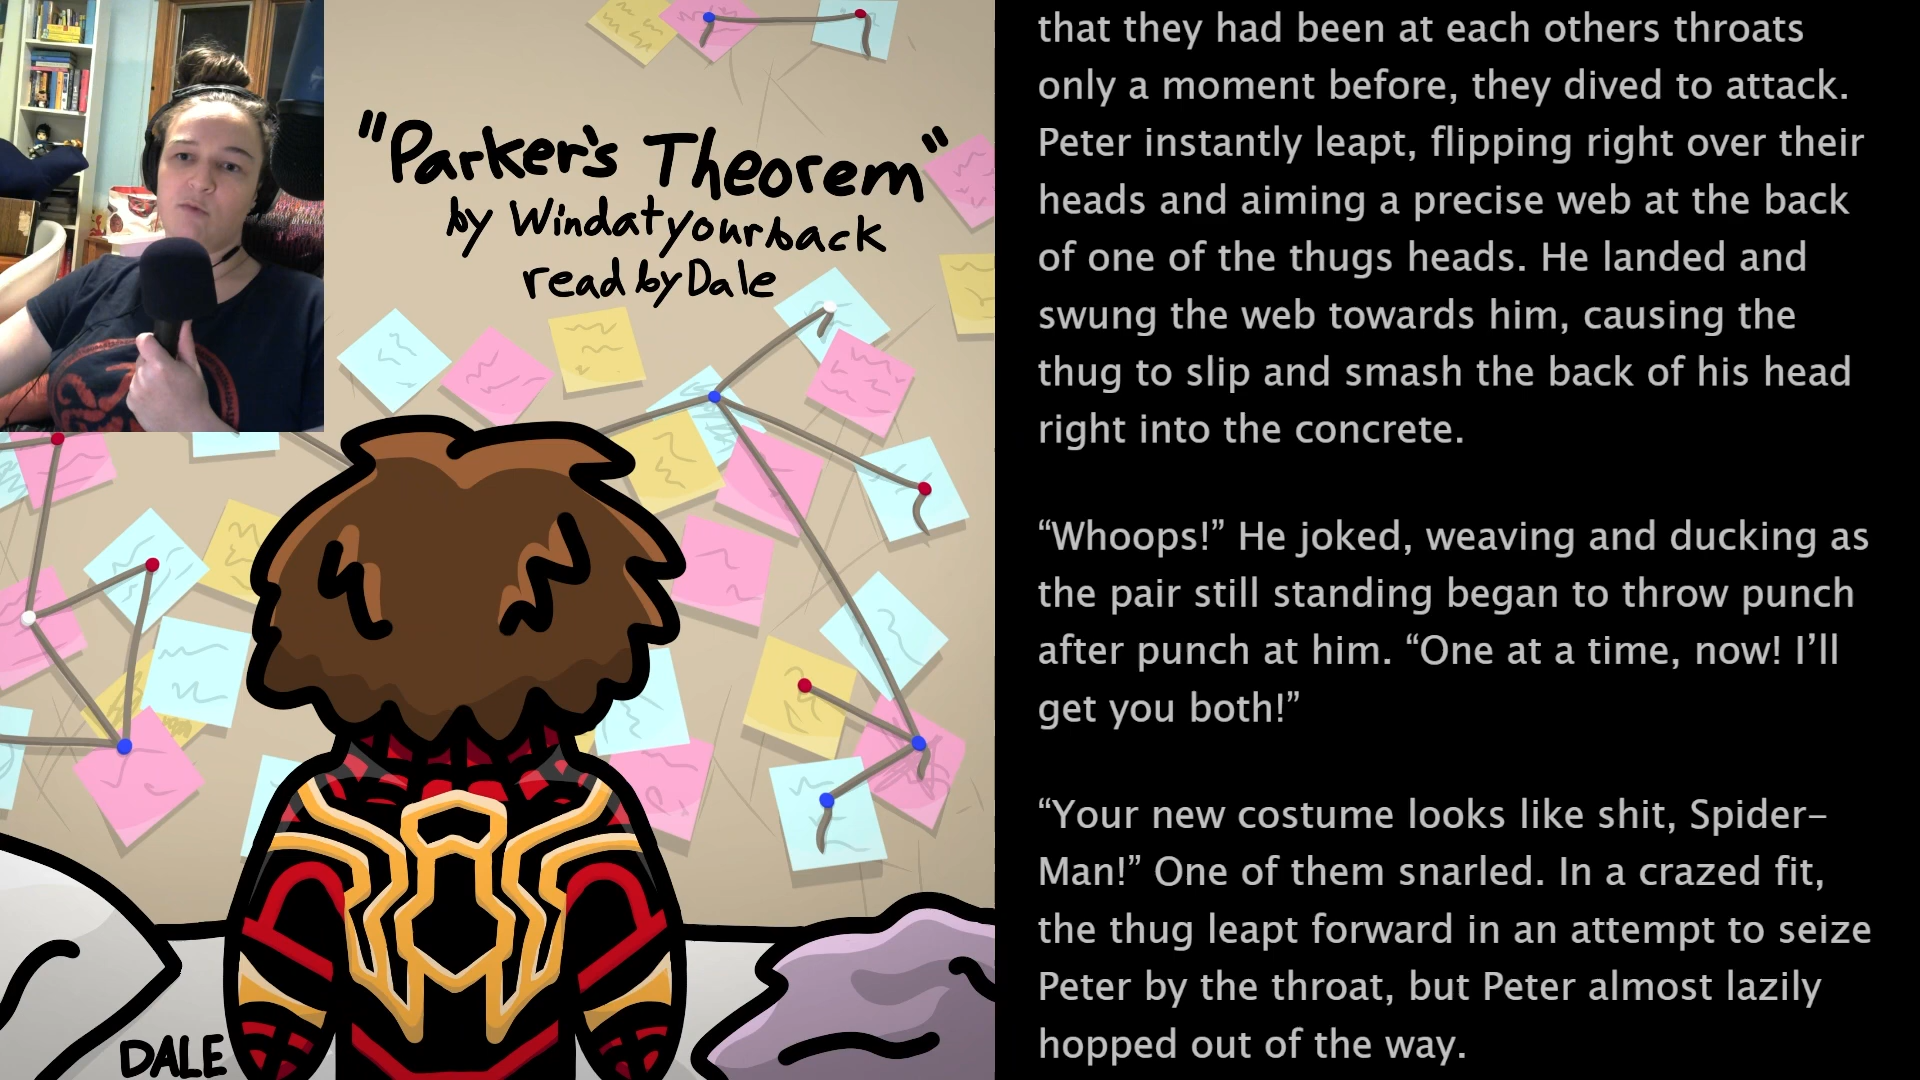 "Parker's Theorem"
by Windatyourback
read by Dale
DALE
that they had been at each others throats
only a moment before, they dived to attack.
Peter instantly leapt, flipping right over their
heads and aiming a precise web at the back
of one of the thugs heads. He landed and
swung the web towards him, causing the
thug to slip and smash the back of his head
right into the concrete.
“Whoops!” He joked, weaving and ducking as
the pair still standing began to throw punch
after punch at him. “One at a time, now! I’ll
get you both!”
“Your new costume looks like shit, Spider-
Man!” One of them snarled. In a crazed fit,
the thug leapt forward in an attempt to seize
Peter by the throat, but Peter almost lazily
hopped out of the way.